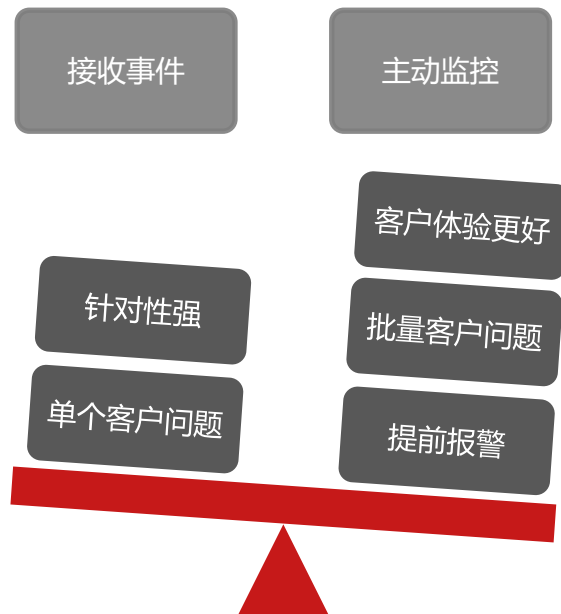 接收事件
主动监控
客户体验更好
针对性强
批量客户问题
单个客户问题
提前报警